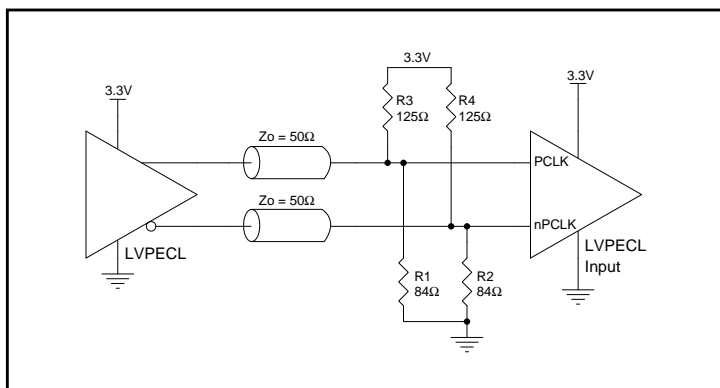 3.3V
3.3V
3.3V
R3
125Ω
R4
125Ω
Zo = 50Ω
PCLK
Zo = 50Ω
nPCLK
LVPECL
LVPECL
Input
R1
84Ω
R2
84Ω